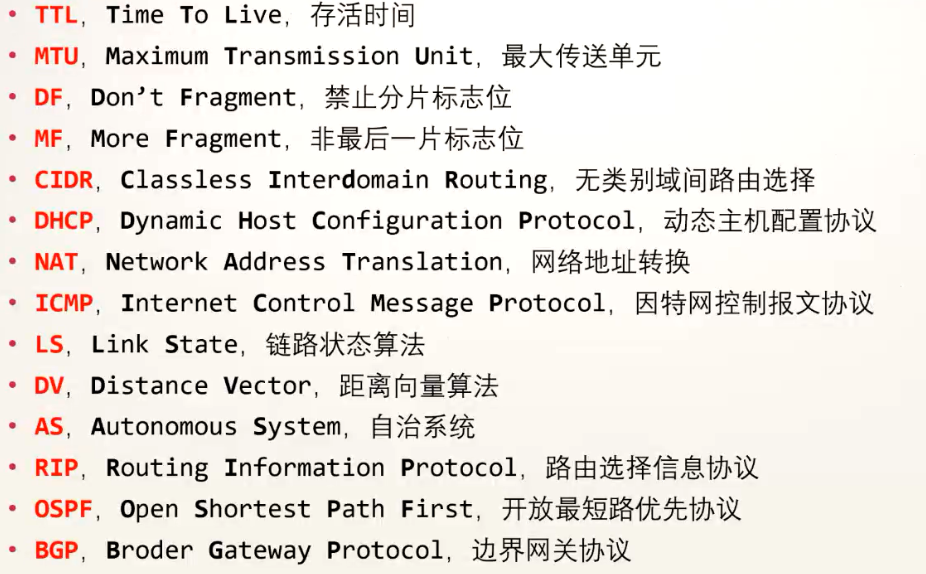 • TTL，Time To Live，存活时间
• MTU，Maximum Transmission Unit，最大传送单元
• DF，Don’t Fragment，禁止分片标志位
• MF，More Fragment，非最后一片标志位
• CIDR，Classless Interdomain Routing，无类别域间路由选择
• DHCP，Dynamic Host Configuration Protocol，动态主机配置协议
• NAT，Network Address Translation，网络地址转换
• ICMP，Internet Control Message Protocol，因特网控制报文协议
• LS，Link State，链路状态算法
• DV，Distance Vector，距离向量算法
• AS，Autonomous System，自治系统
• RIP，Routing Information Protocol，路由选择信息协议
• OSPF，Open Shortest Path First，开放最短路优先协议
• BGP，Broder Gateway Protocol，边界网关协议